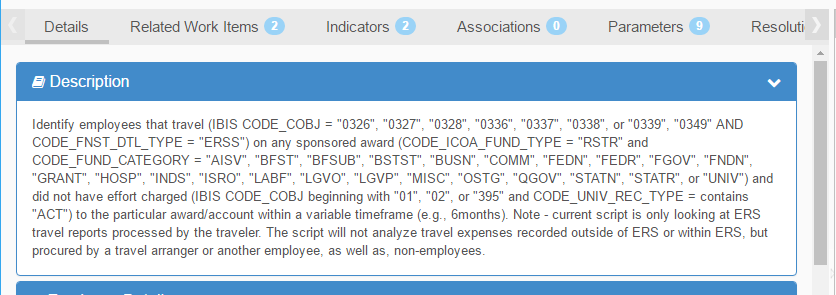 Details Related Work Items 2 Indicators 2 Associations 0 Parameters 9
Description
Identify employees that travel (IBIS CODE_COBJ = "0326", "0327", "0328", "0336", "0337", "0338", or "0339", "0349" AND
CODE_FNST_DTL_TYPE = "ERSS") on any sponsored award (CODE_ICOA_FUND_TYPE = "RSTR" and
CODE_FUND_CATEGORY = "AISV", "BFST", "BFSUB", "BSTST", "BUSN", "COMM", "FEDN", "FEDR", "FGOV", "FNDN",
"GRANT", "HOSP", "INDS", "ISRO", "LABF", "LGVO", "LGVP", "MISC", "OSTG", "QGOV", "STATN", "STATR", or "UNIV") and
did not have effort charged (IBIS CODE_COBJ beginning with "01", "02", or "395" and CODE_UNIV_REC_TYPE = contains
"ACT") to the particular award/account within a variable timeframe (e.g., 6months). Note - current script is only looking at ERS
travel reports processed by the traveler. The script will not analyze travel expenses recorded outside of ERS or within ERS, but
procured by a travel arranger or another employee, as well as, non-employees.